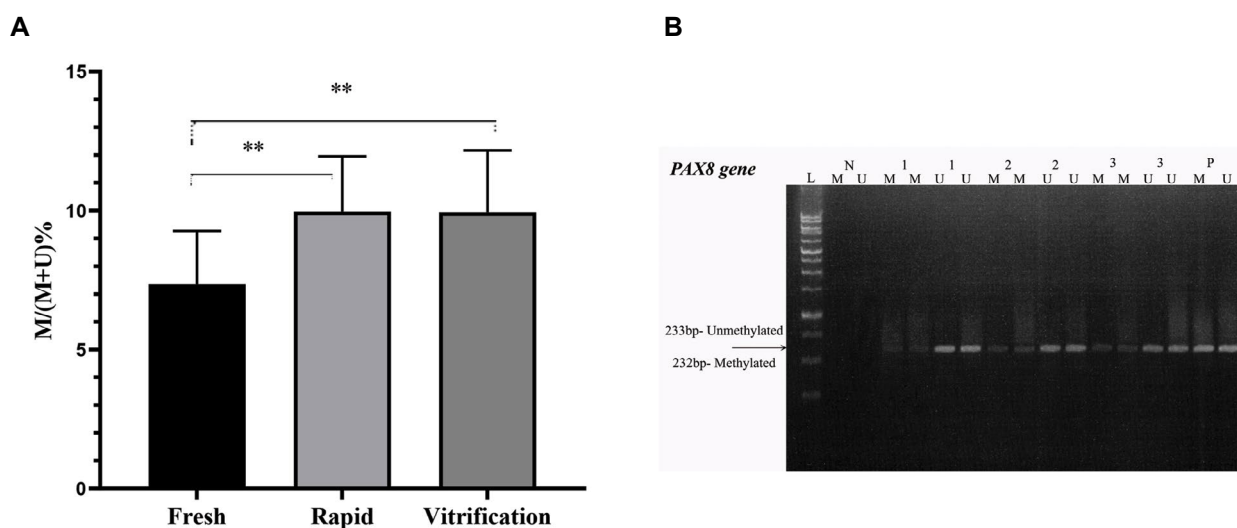 A
M/(M+U)%
15
10
5
0
**
**
Fresh Rapid Vitrification
B
PAX8 gene
N 1 1 2 2 3 3 P
L M U M M U U M M U U M M U U M U
233bp- Unmethylated
232bp- Methylated